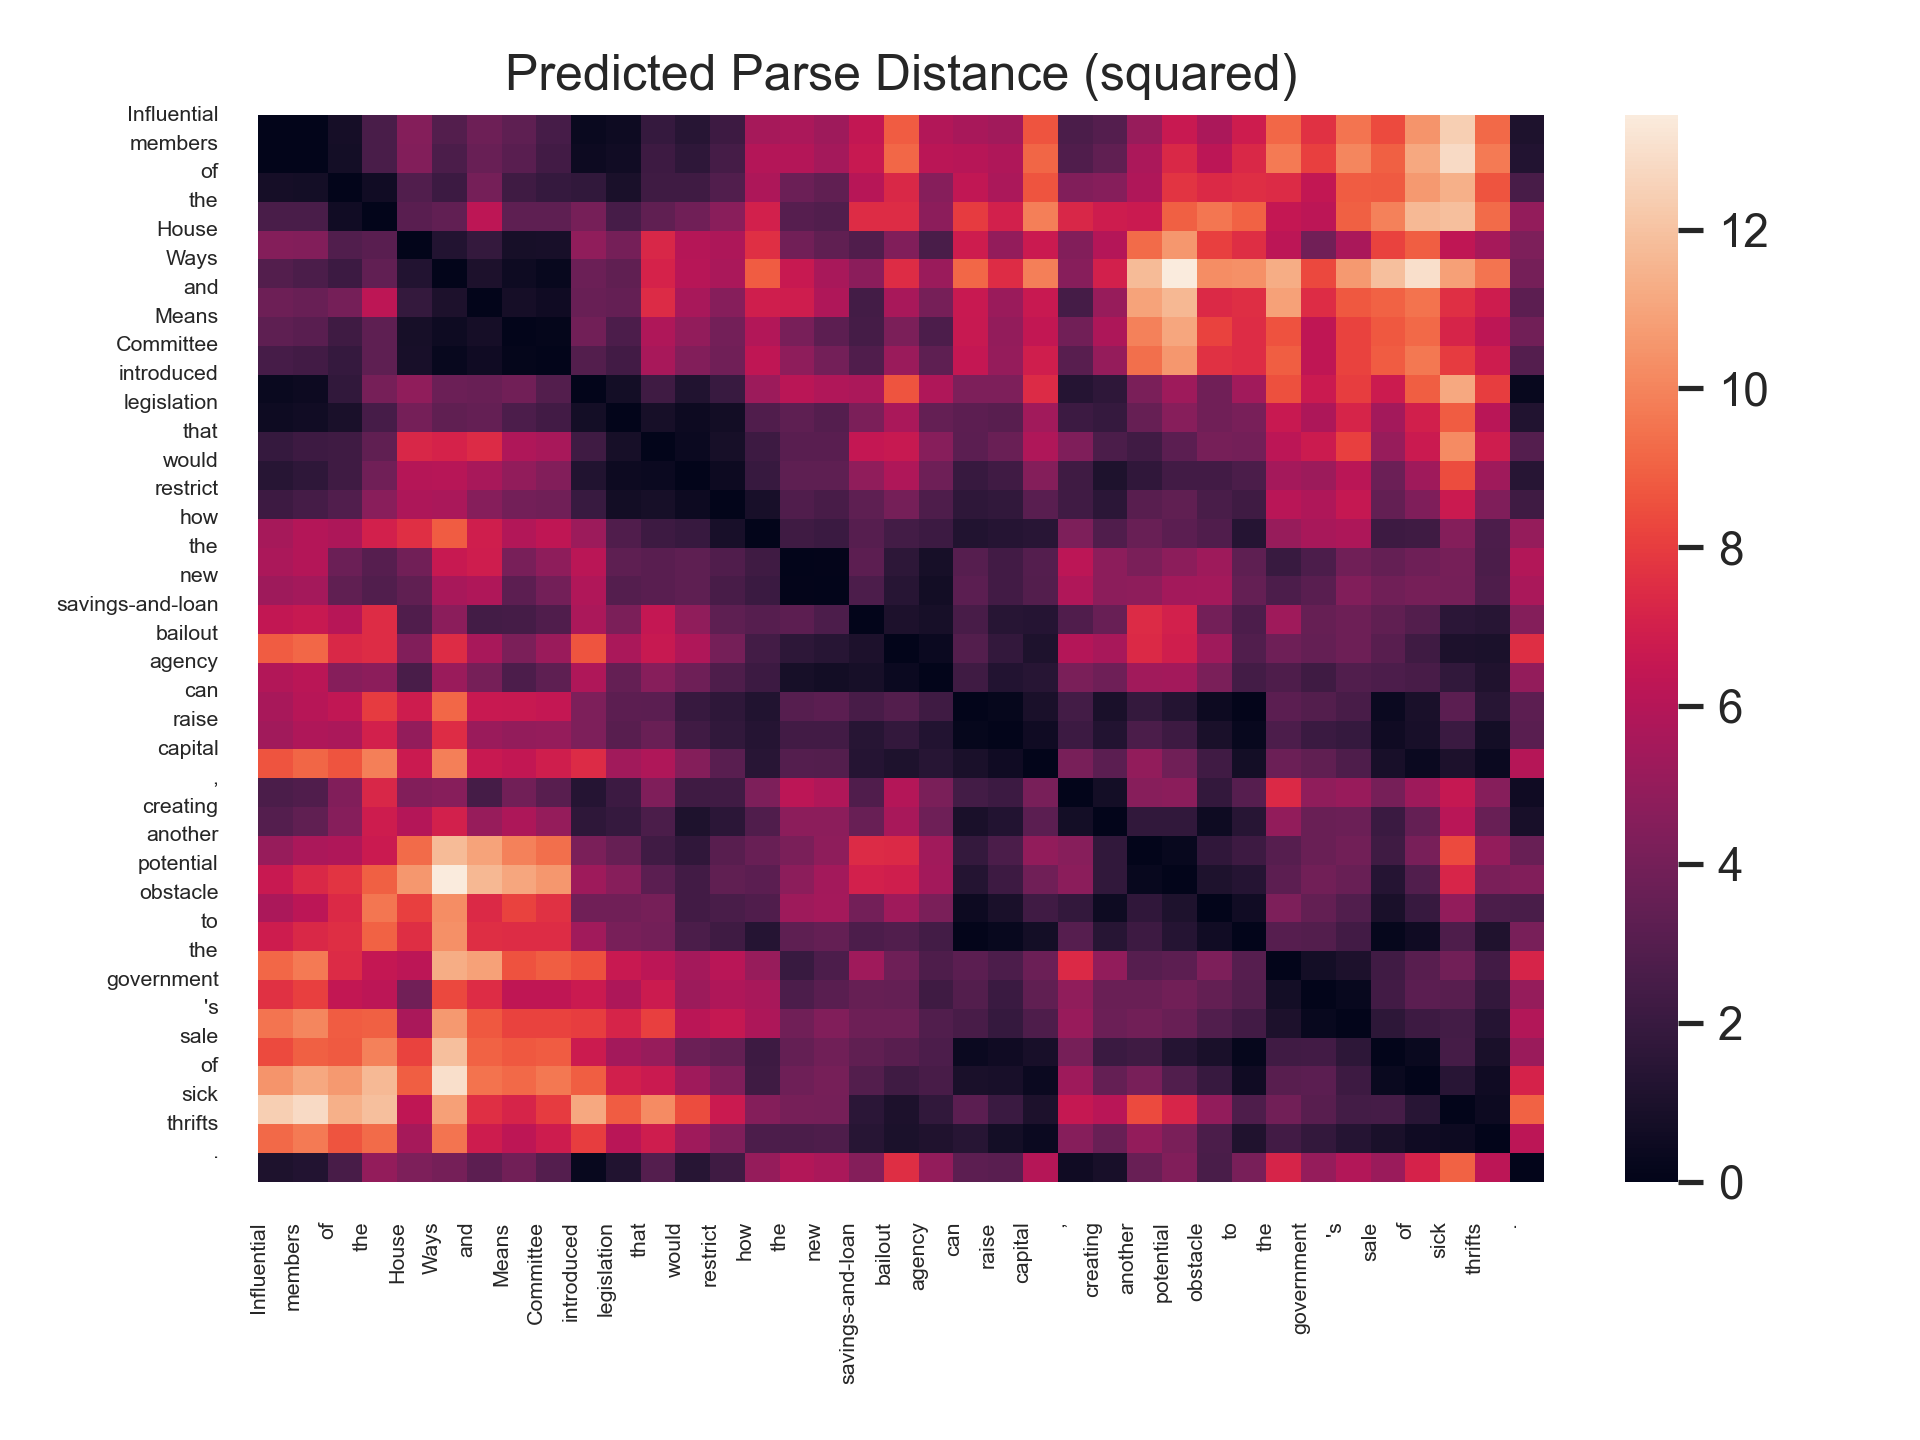 Predicted Parse Distance (squared)
Influential
members
of
the
House
Ways
and
Means
Committee
introduced
legislation
that
would
restrict
how
the
new
savings-and-loan
bailout
agency
can
raise
capital
,
creating
another
potential
obstacle
to
the
government
's
sale
of
sick
thrifts
.
12
10
8
6
4
2
0
Influential
members
of
the
House
Ways
and
Means
Committee
introduced
legislation
that
would
restrict
how
the
new
savings-and-loan
bailout
agency
can
raise
capital
,
creating
another
potential
obstacle
to
the
government
's
sale
of
sick
thrifts
.